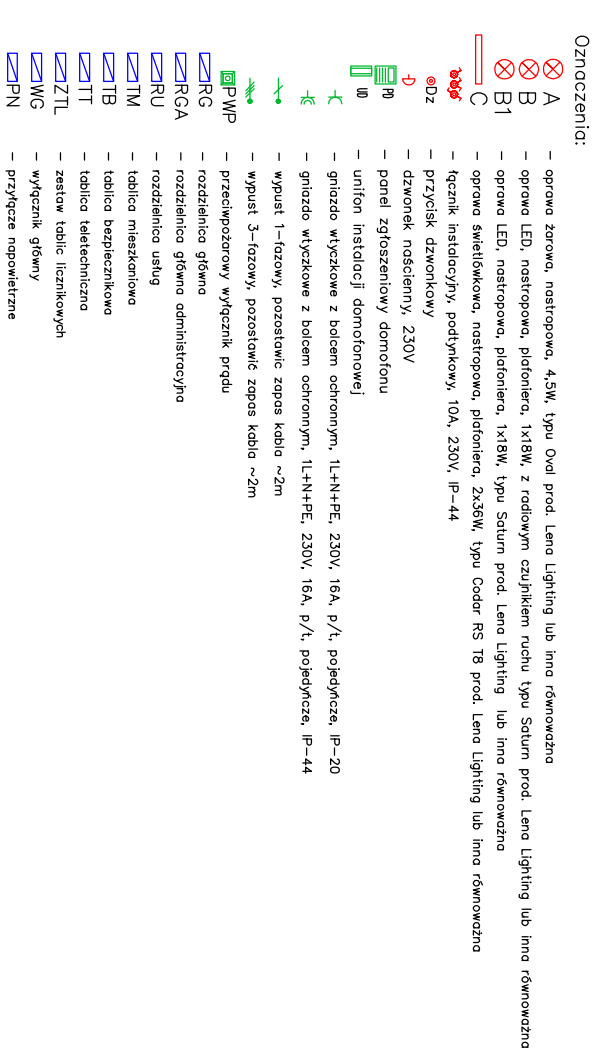 Oznaczenia:
A - oprawa żarowa, nastropowa, 4,5W, typu Oval prod. Lena Lighting lub inna równoważna
B - oprawa LED, nastropowa, plafoniera, 1x18W, z radiowym czujnikiem ruchu typu Saturn prod. Lena Lighting lub inna równoważna
B1 - oprawa LED, nastropowa, plafoniera, 1x18W, typu Saturn prod. Lena Lighting lub inna równoważna
C - oprawa świetlówkowa, nastropowa, plafoniera, 2x36W, typu Codar RS T8 prod. Lena Lighting lub inna równoważna
- łącznik instalacyjny, podtynkowy, 10A, 230V, IP-44
Dz - przycisk dzwonkowy
- dzwonek naścienny, 230V
PD - panel zgłoszeniowy domofonu
UD - unifon instalacji domofonowej
- gniazdo wtyczkowe z bolcem ochronnym, 1L+N+PE, 230V, 16A, p/t, pojedyńcze, IP-20
- gniazdo wtyczkowe z bolcem ochronnym, 1L+N+PE, 230V, 16A, p/t, pojedyńcze, IP-44
- wypust 1-fazowy, pozostawic zapas kabla ~2m
- wypust 3-fazowy, pozostawić zapas kabla ~2m
PWP - przeciwpożarowy wyłącznik prądu
RG - rozdzielnica główna
RGA - rozdzielnica główna administracyjna
RU - rozdzielnica usług
TM - tablica mieszkaniowa
TB - tablica bezpiecznikowa
TT - tablica teletechniczna
ZTL - zestaw tablic licznikowych
WG - wyłącznik główny
PN - przyłącze napowietrzne